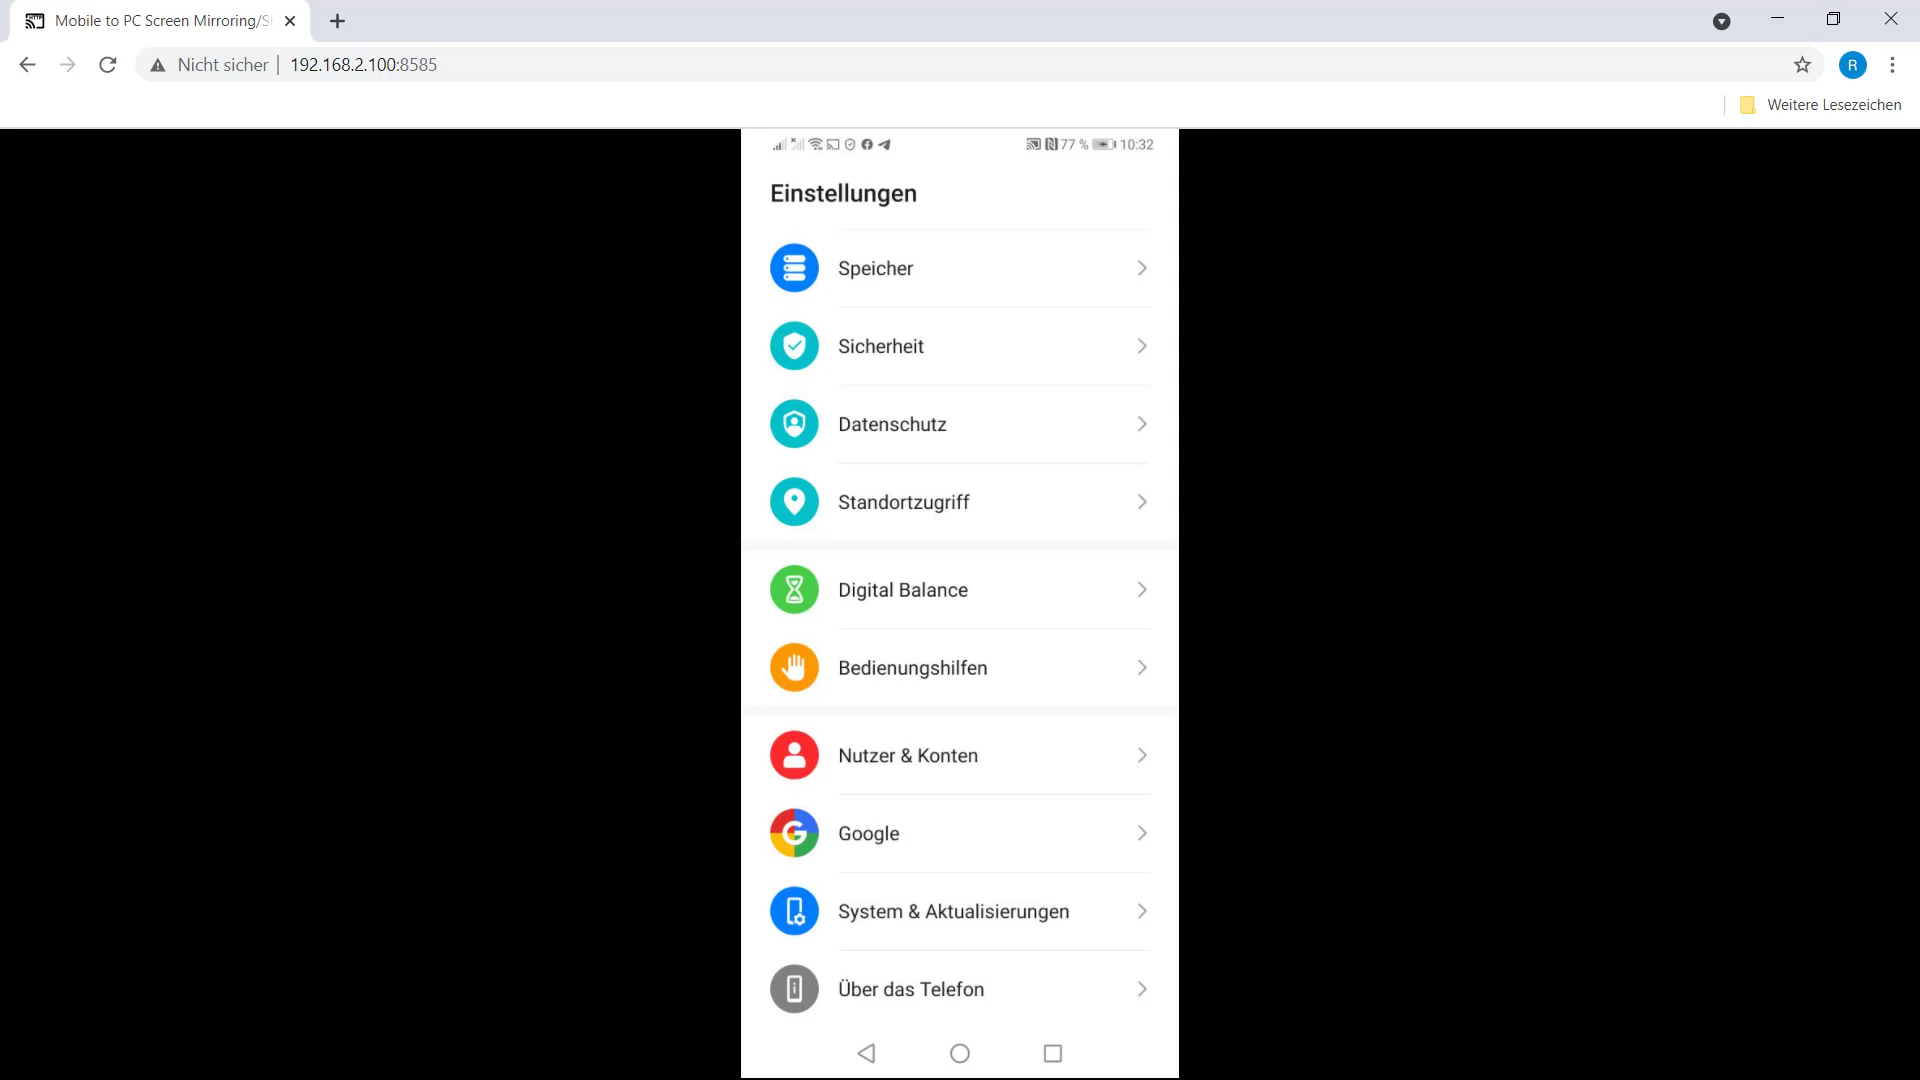 Mobile to PC Screen Mirroring/S
Nicht sicher | 192.168.2.100:8585
R
Weitere Lesezeichen
77 % 10:32
Einstellungen
Speicher
Sicherheit
Datenschutz
Standortzugriff
Digital Balance
Bedienungshilfen
Nutzer & Konten
Google
System & Aktualisierungen
Über das Telefon